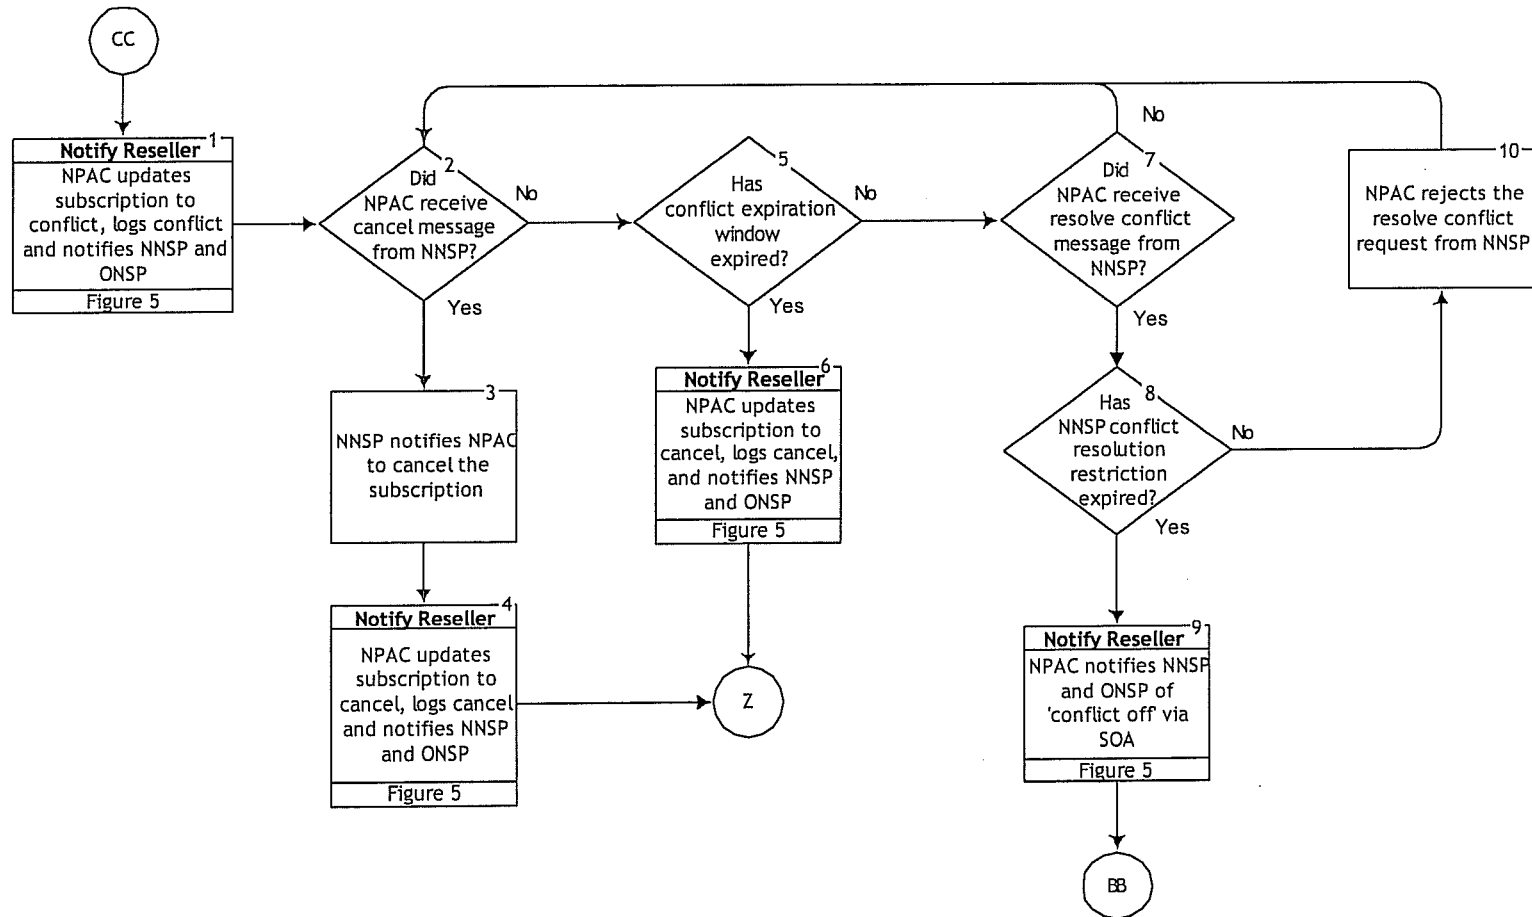 CC
1
Notify Reseller
NPAC updates
subscription to
conflict, logs conflict
and notifies NNSP and
ONSP
Figure 5
2
Did
NPAC receive
cancel message
from NNSP?
No
Yes
3
NNSP notifies NPAC
to cancel the
subscription
4
Notify Reseller
NPAC updates
subscription to
cancel, logs cancel
and notifies NNSP
and ONSP
Figure 5
5
Has
conflict expiration
window
expired?
No
Yes
6
Notify Reseller
NPAC updates
subscription to
cancel, logs cancel,
and notifies NNSP
and ONSP
Figure 5
Z
7
Did
NPAC receive
resolve conflict
message from
NNSP?
No
Yes
8
Has
NNSP conflict
resolution
restriction
expired?
No
Yes
9
Notify Reseller
NPAC notifies NNSP
and ONSP of
'conflict off' via
SOA
Figure 5
BB
10
NPAC rejects the
resolve conflict
request from NNSP